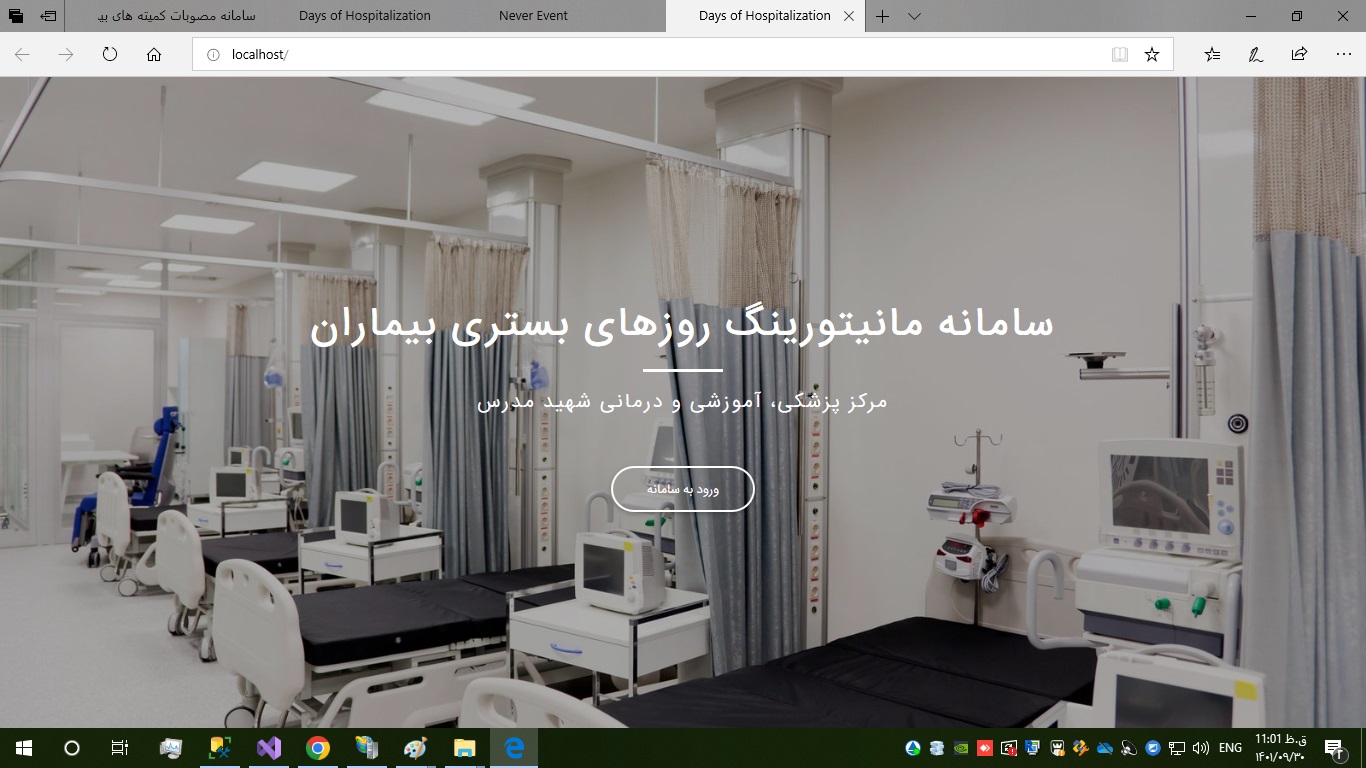 سامانه مصوبات کمیته های بی
Days of Hospitalization
Never Event
Days of Hospitalization
localhost/
سامانه مانیتورینگ روزهای بستری بیماران
مرکز پزشکی، آموزشی و درمانی شهید مدرس
ورود به سامانه
ENG
11:01 ق.ظ
۱۴۰۱/۰۹/۳۰